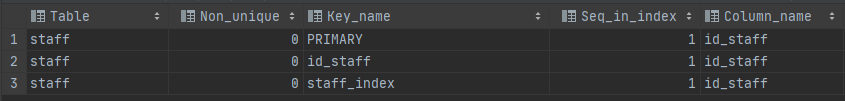 Table Non_unique Key_name Seq_in_index Column_name
1 staff 0 PRIMARY 1 id_staff
2 staff 0 id_staff 1 id_staff
3 staff 0 staff_index 1 id_staff